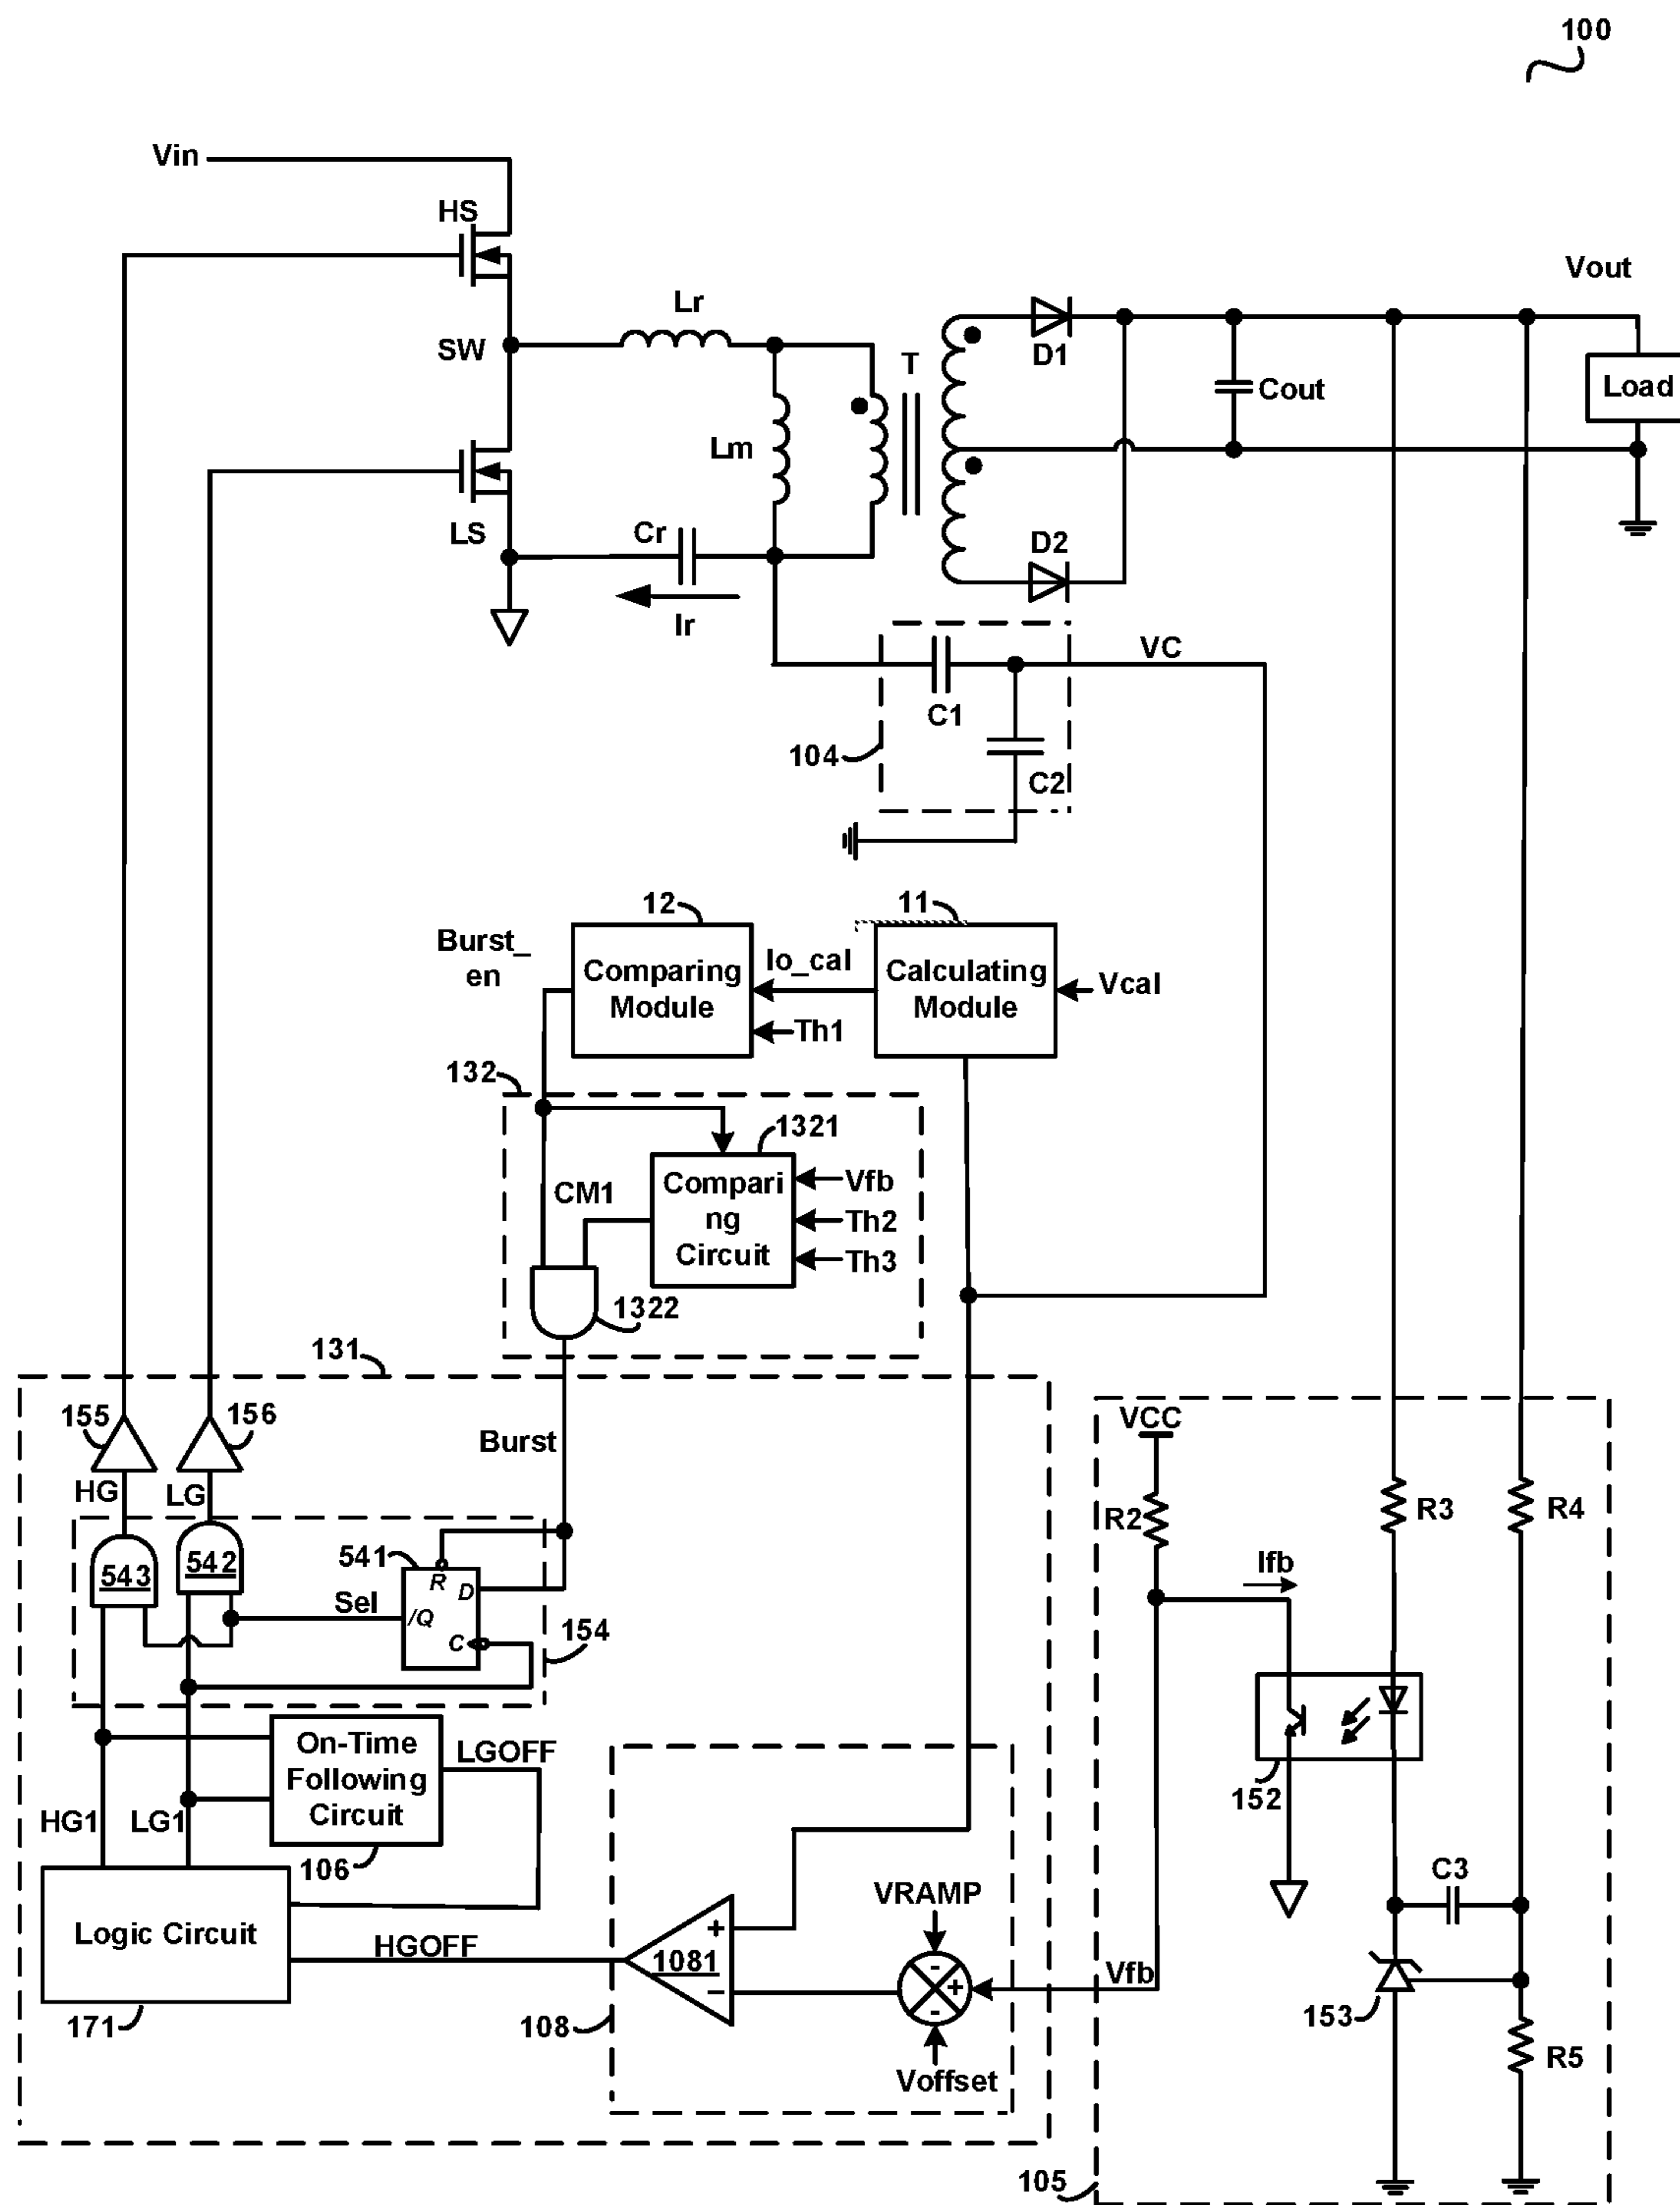 100
Vin
HS
Vout
Lr
SW
T
D1
Load
Cout
Lm
LS
Cr
D2
Ir
VC
C1
104
C2
12
11
Burst_
en
Comparing
Module
Io_cal
Calculating
Module
Vcal
Th1
132
1321
CM1
Compari
ng
Circuit
Vfb
Th2
Th3
1322
131
155
156
Burst
VCC
HG
LG
R2
R3
R4
543
542
541
R
D
Ifb
Sel
/Q
C
154
On-Time
Following
Circuit
LGOFF
152
HG1
LG1
106
C3
VRAMP
Logic Circuit
HGOFF
+
1081
-
-
+
-
Vfb
171
108
153
Voffset
R5
105